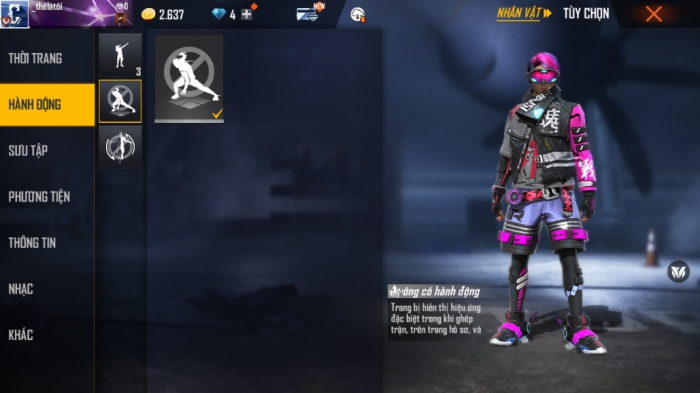 thělàtôi
2.637
4
NEW
NHÂN VẬT
TÙY CHỌN
THỜI TRANG
HÀNH ĐỘNG
SƯU TẬP
PHƯƠNG TIỆN
THÔNG TIN
NHẠC
KHÁC
3
có hành động
Trang bị hiển thị hiệu ứng
đặc biệt trong khi ghép
trận, trên trang hồ sơ, và